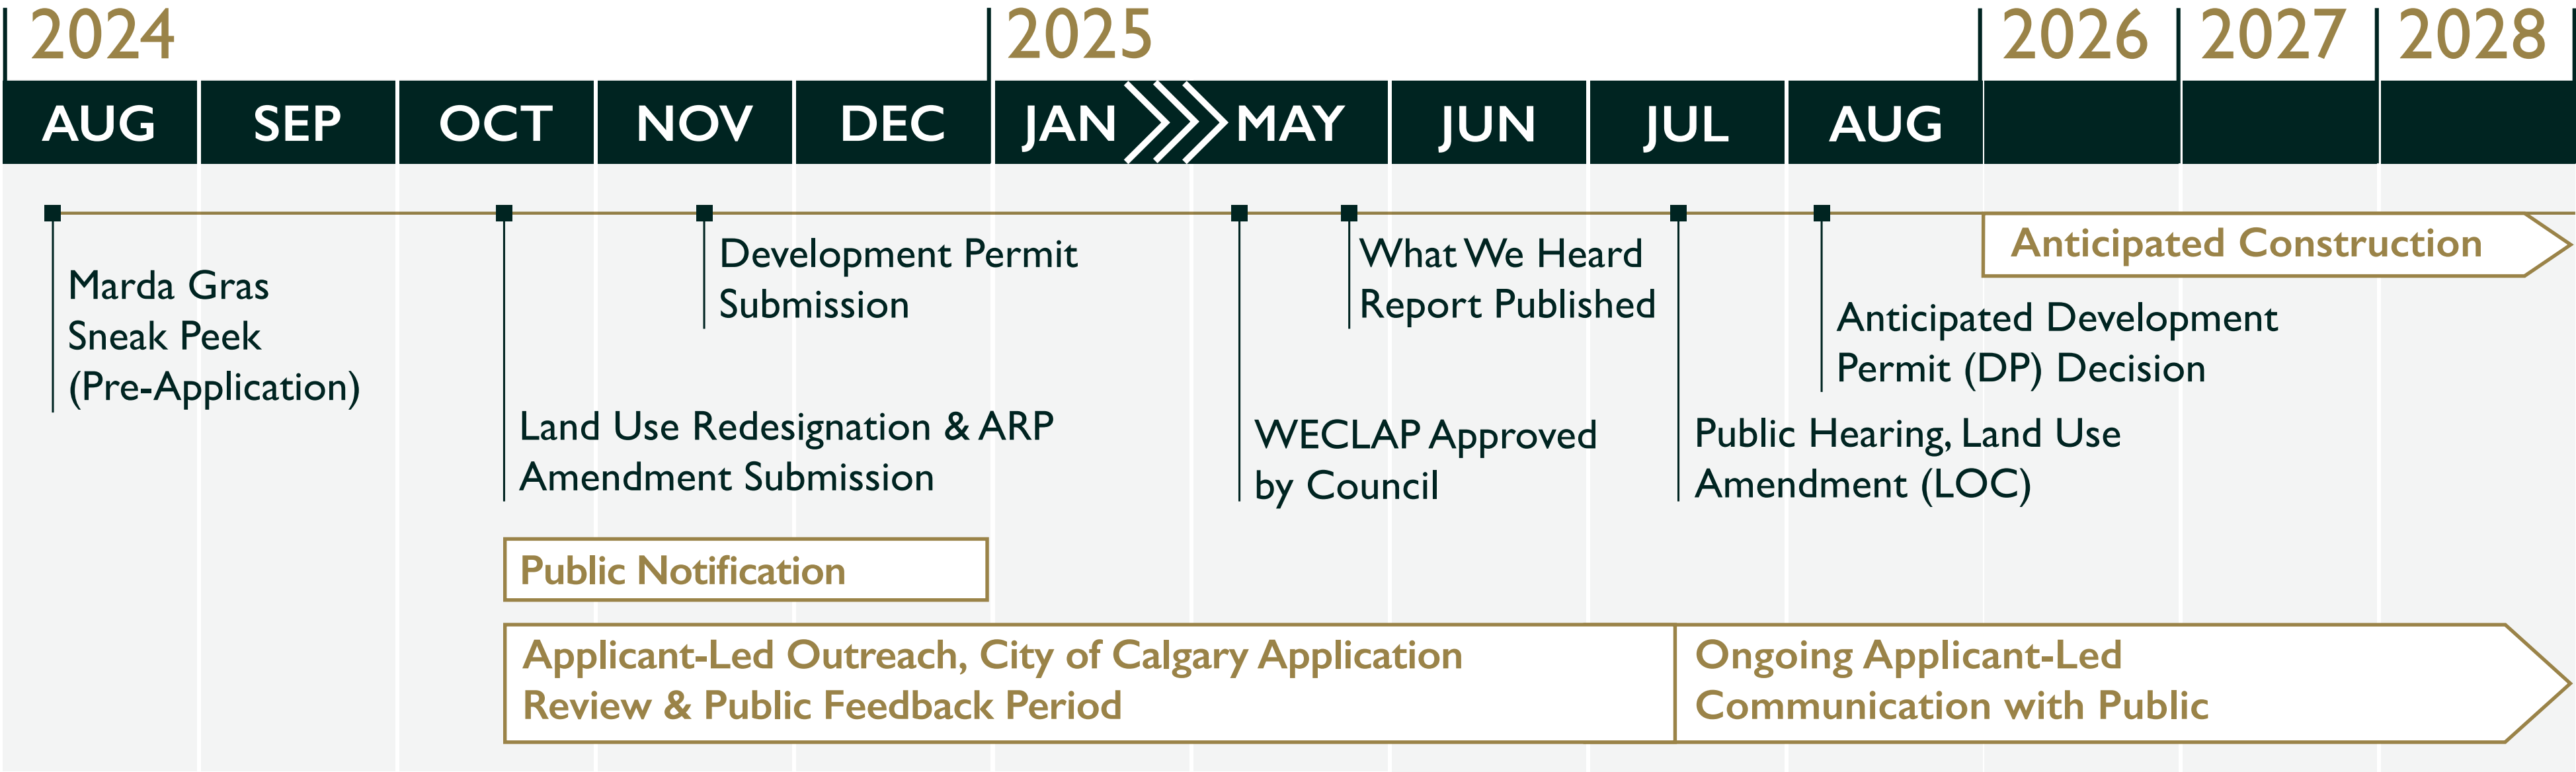 2024
2025
2026
2027
2028
AUG
SEP
OCT
NOV
DEC
JAN
MAY
JUN
JUL
AUG
Marda Gras
Sneak Peek
(Pre-Application)
Land Use Redesignation & ARP
Amendment Submission
Development Permit
Submission
WECLAP Approved
by Council
What We Heard
Report Published
Public Hearing, Land Use
Amendment (LOC)
Anticipated Development
Permit (DP) Decision
Anticipated Construction
Public Notification
Applicant-Led Outreach, City of Calgary Application
Review & Public Feedback Period
Ongoing Applicant-Led
Communication with Public